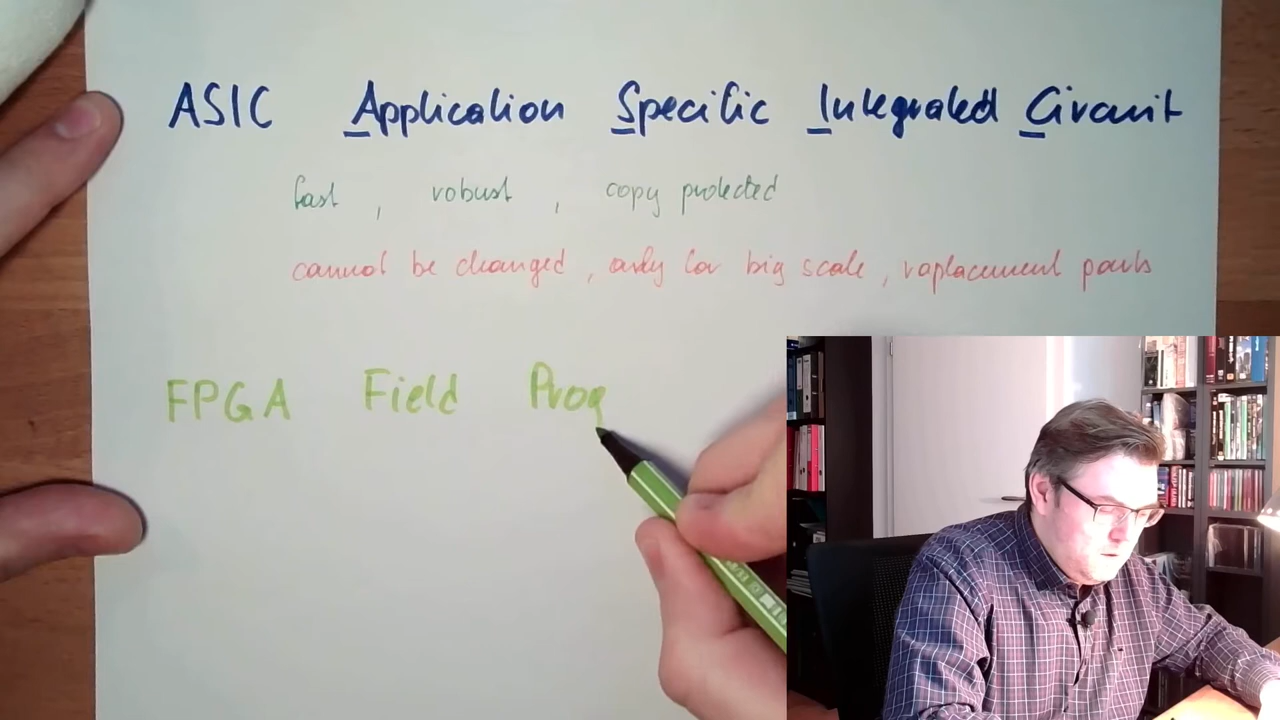 ASIC Application Specific Integrated Circuit
fast , robust , copy protected
cannot be changed , only for big scale , raplacement parts
FPGA Field Prog